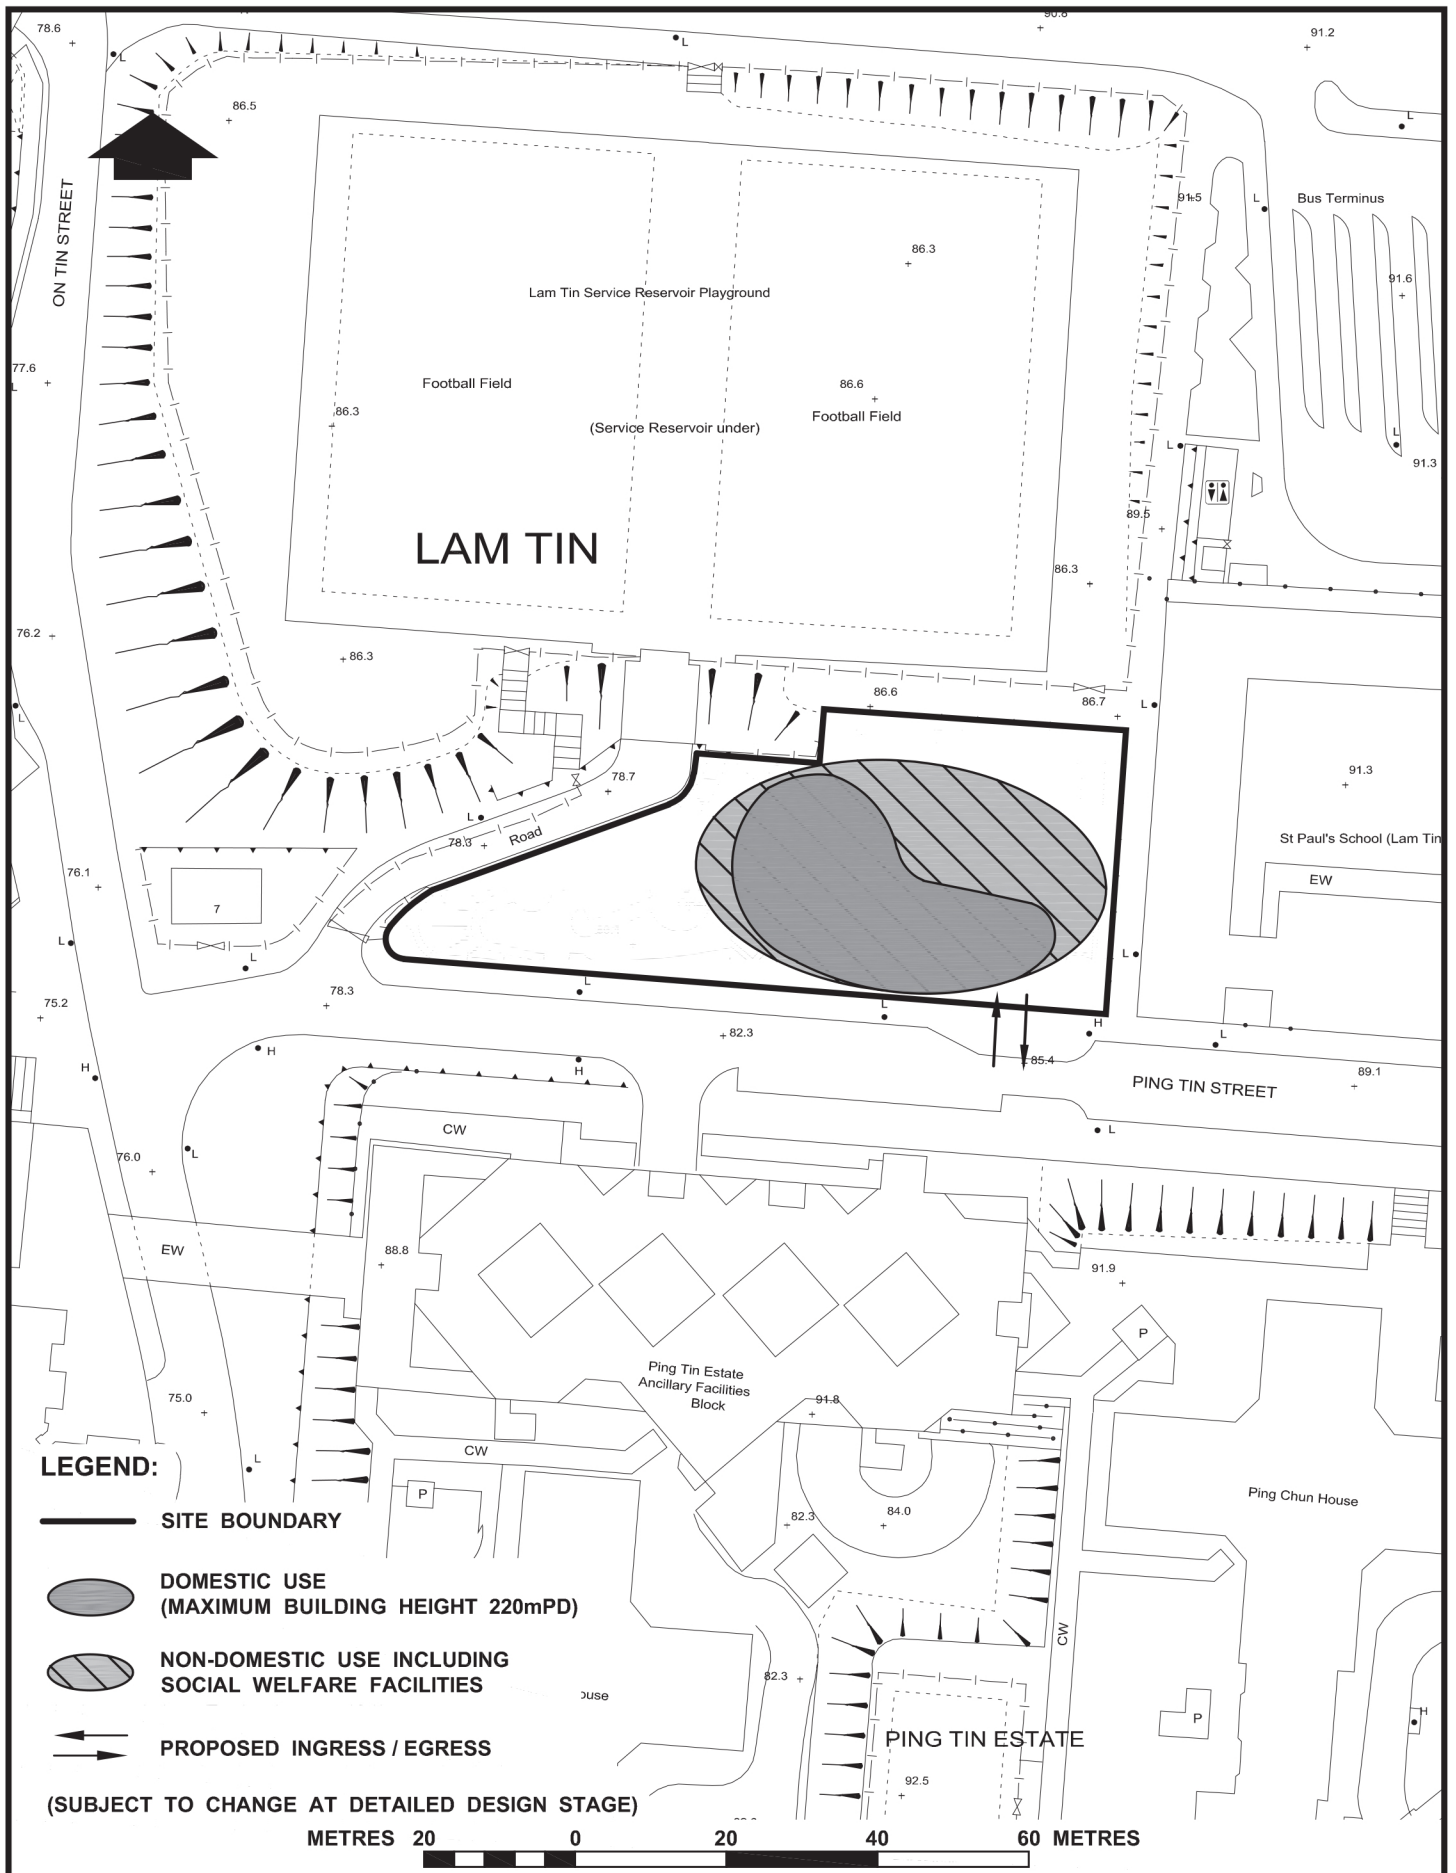 78.6
90.8
91.2
L
L
86.5
L
ON TIN STREET
91.5
L
Bus Terminus
86.3
91.6
Lam Tin Service Reservoir Playground
77.6
L
Football Field
86.6
86.3
Football Field
(Service Reservoir under)
L
L
91.3
89.5
LAM TIN
86.3
76.2
86.3
86.6
86.7
L
L
78.7
91.3
L
Road
78.3
St Paul's School (Lam Tin
76.1
EW
7
L
L
L
L
75.2
78.3
L
H
82.3
L
H
H
85.4
H
89.1
PING TIN STREET
CW
L
76.0
L
EW
88.8
91.9
P
Ping Tin Estate
Ancillary Facilities
Block
75.0
91.8
CW
L
LEGEND:
P
Ping Chun House
84.0
82.3
SITE BOUNDARY
DOMESTIC USE
(MAXIMUM BUILDING HEIGHT 220mPD)
CW
NON-DOMESTIC USE INCLUDING
SOCIAL WELFARE FACILITIES
82.3
ouse
P
H
PING TIN ESTATE
PROPOSED INGRESS / EGRESS
92.5
(SUBJECT TO CHANGE AT DETAILED DESIGN STAGE)
METRES 20 0 20 40 60 METRES